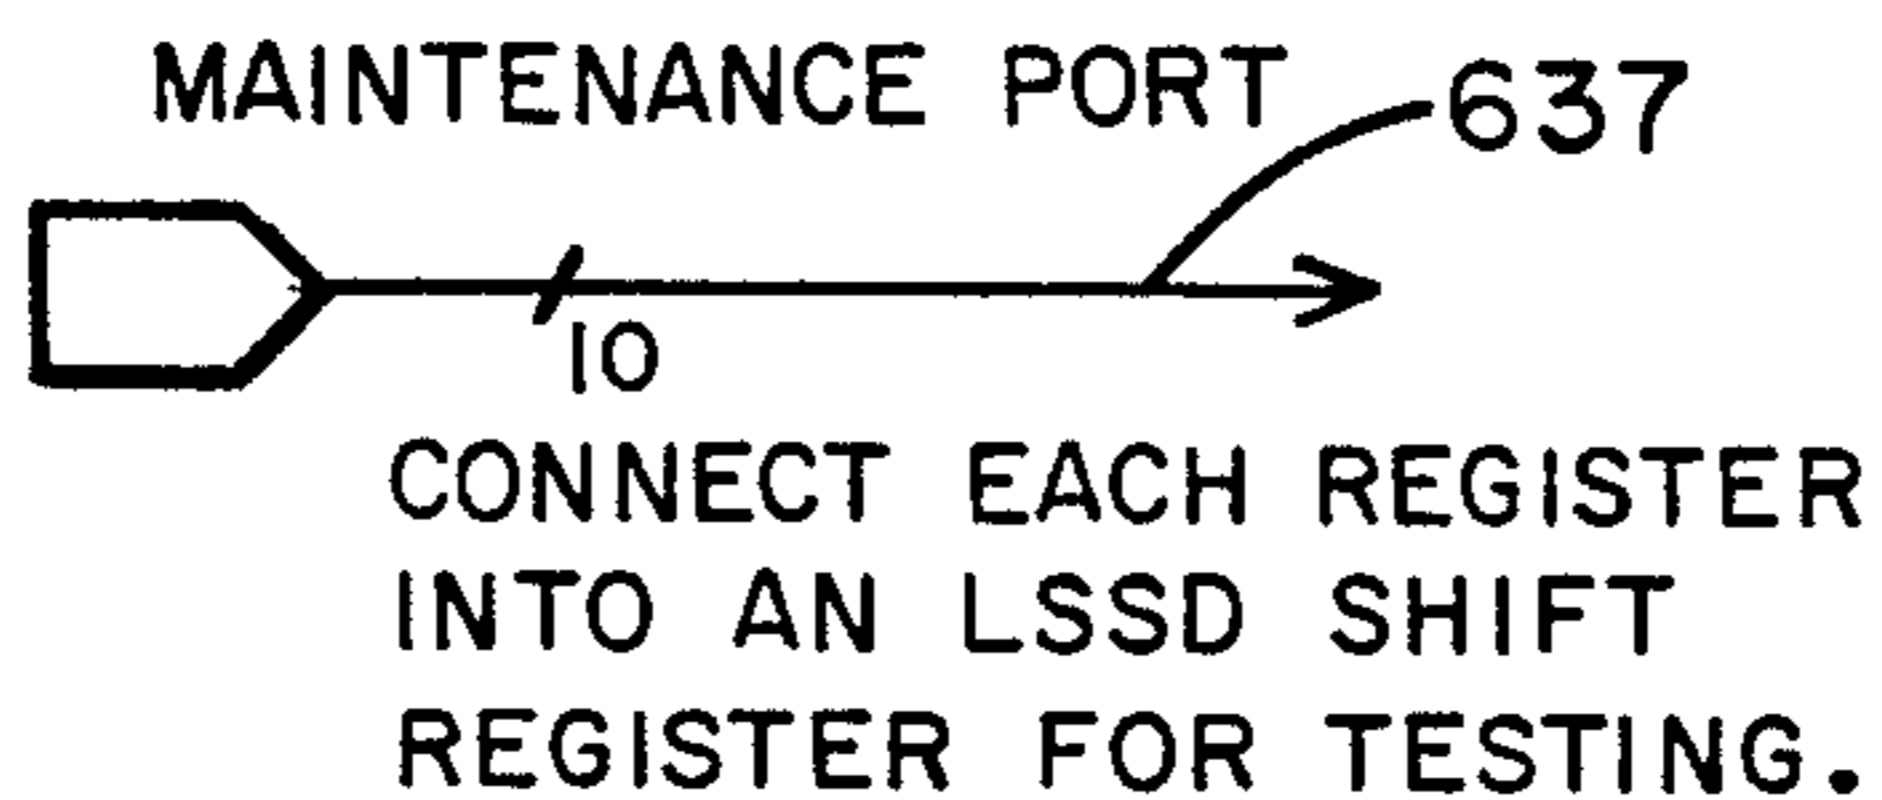 MAINTENANCE PORT
637
10
CONNECT EACH REGISTER
INTO AN LSSD SHIFT
REGISTER FOR TESTING.